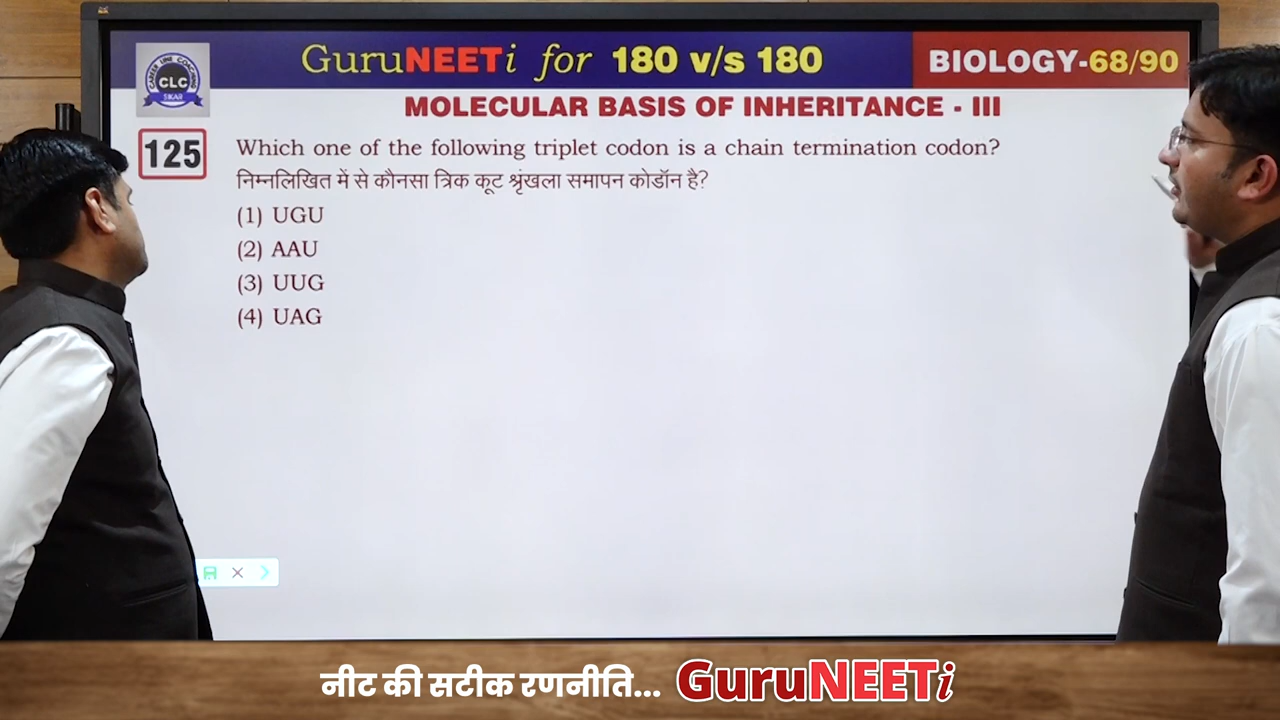 GuruNEETi for 180 v/s 180
BIOLOGY-68/90
CLC
SIKAR
MOLECULAR BASIS OF INHERITANCE - III
125
Which one of the following triplet codon is a chain termination codon?
निम्नलिखित में से कौनसा त्रिक कूट श्रृंखला समापन कोडॉन है?
(1) UGU
(2) AAU
(3) UUG
(4) UAG
नीट की सटीक रणनीति... GuruNEETi